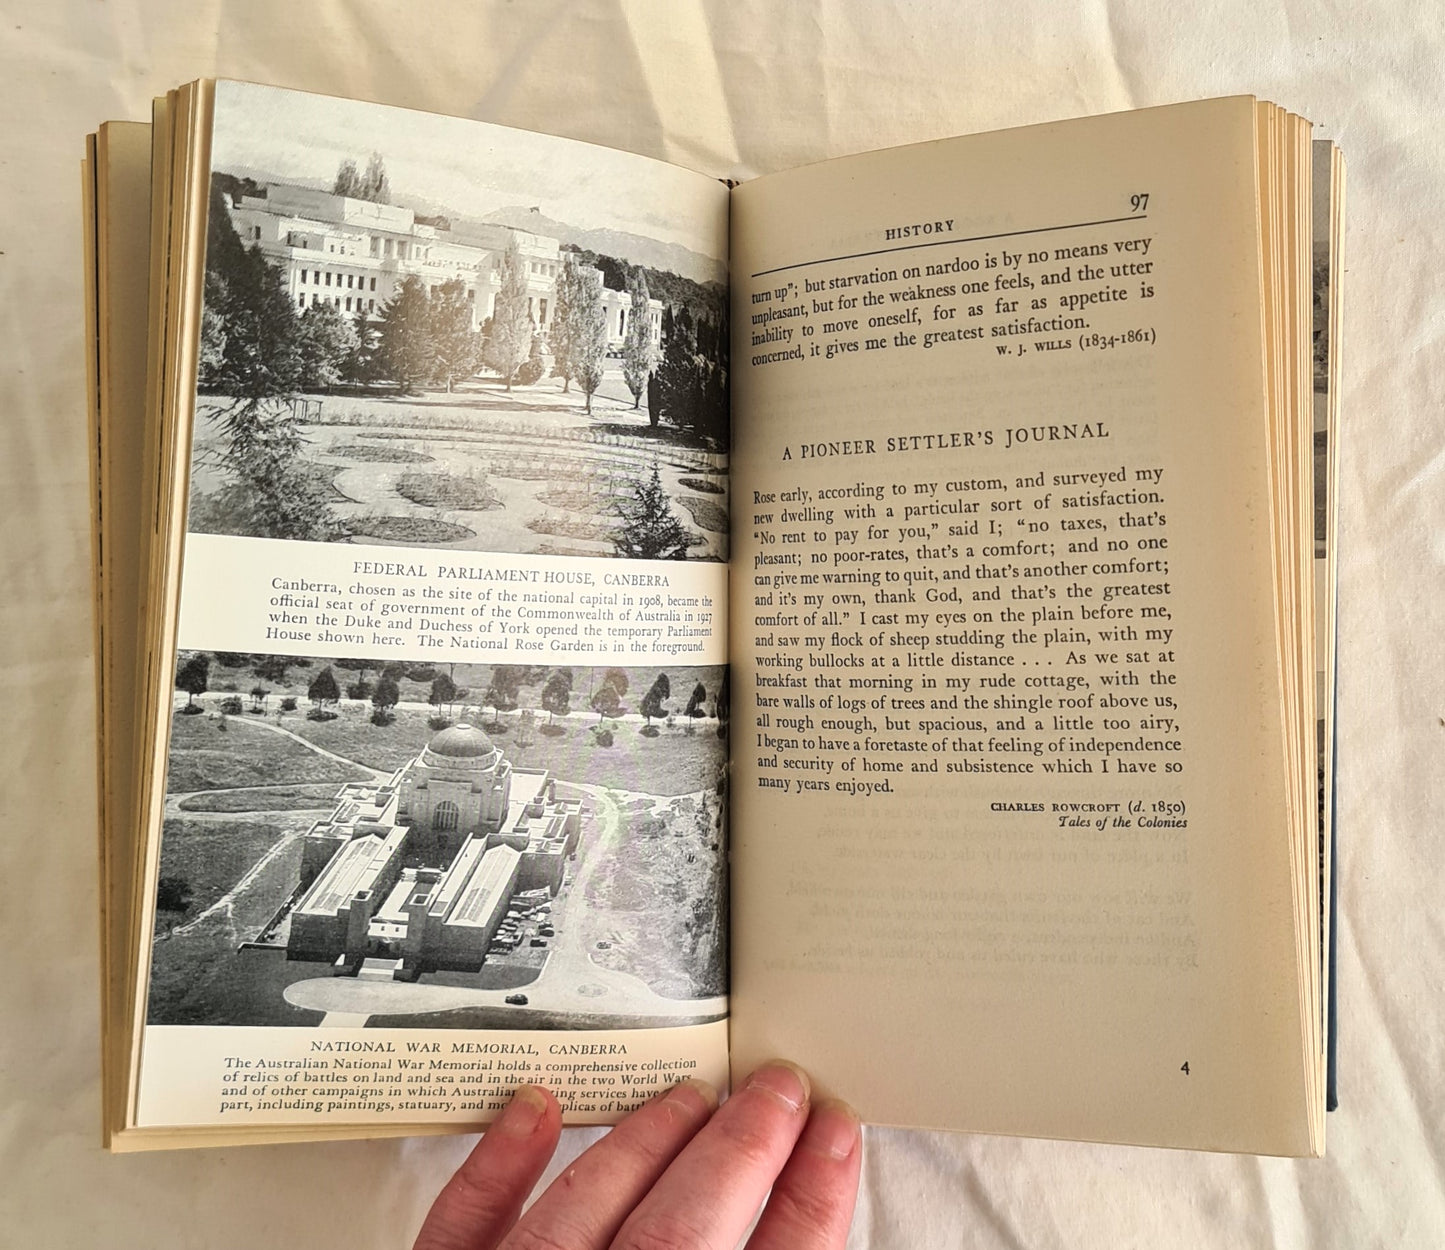 FEDERAL PARLIAMENT HOUSE, CANBERRA
Canberra, chosen as the site of the national capital in 1908, became the
official seat of government of the Commonwealth of Australia in 1927
when the Duke and Duchess of York opened the temporary Parliament
House shown here. The National Rose Garden is in the foreground.
NATIONAL WAR MEMORIAL, CANBERRA
The Australian National War Memorial holds a comprehensive collection
of relics of battles on land and sea and in the air in the two World Wars
and of other campaigns in which Australian services have
part, including paintings, statuary, and
HISTORY
97
turn up"; but starvation on nardoo is by no means very
unpleasant, but for the weakness one feels, and the utter
inability to move oneself, for as far as appetite is
concerned, it gives me the greatest satisfaction.
W. J. WILLS (1834-1861)
A PIONEER SETTLER'S JOURNAL
Rose early, according to my custom, and surveyed my
new dwelling with a particular sort of satisfaction.
"No rent to pay for you," said I; "no taxes, that's
pleasant; no poor-rates, that's a comfort; and no one
can give me warning to quit, and that's another comfort;
and it's my own, thank God, and that's the greatest
comfort of all." I cast my eyes on the plain before me,
and saw my flock of sheep studding the plain, with my
working bullocks at a little distance . . . As we sat at
breakfast that morning in my rude cottage, with the
bare walls of logs of trees and the shingle roof above us,
all rough enough, but spacious, and a little too airy,
I began to have a foretaste of that feeling of independence
and security of home and subsistence which I have so
many years enjoyed.
CHARLES ROWCROFT (d. 1850)
Tales of the Colonies
4